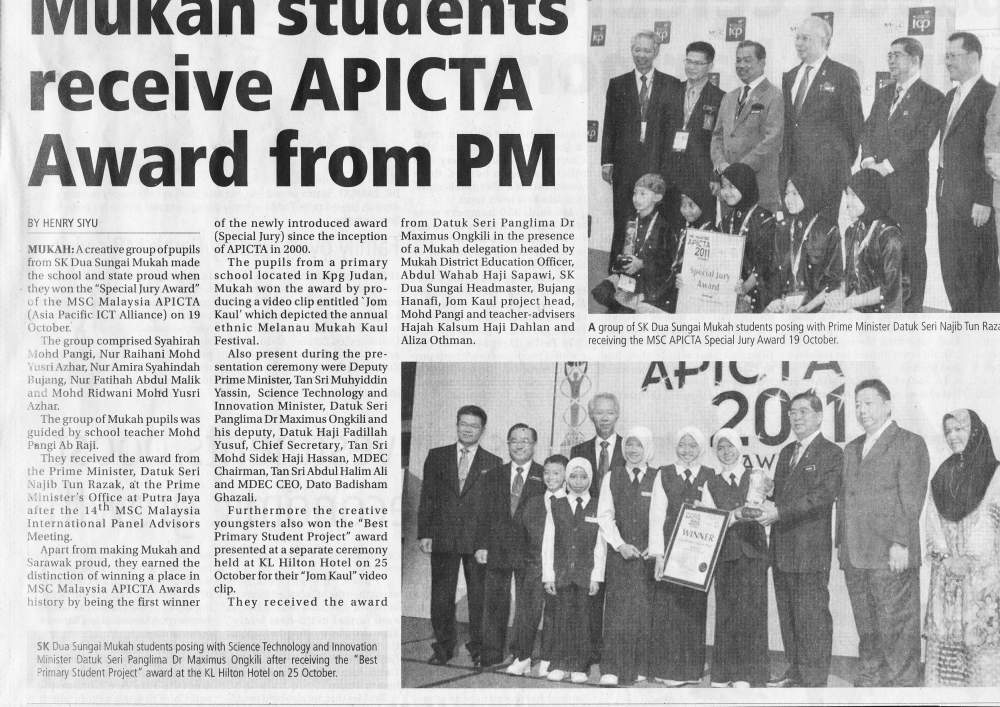 Mukah students
receive APICTA
Award from PM
BY HENRY SIYU
MUKAH: A creative group of pupils
from SK Dua Sungai Mukah made
the school and state proud when
they won the “Special Jury Award”
of the MSC Malaysia APICTA
(Asia Pacific ICT Alliance) on 19
October.
The group comprised Syahirah
Mohd Pangi, Nur Raihani Mohd
Yusri Azhar, Nur Amira Syahindah
Bujang, Nur Fatihah Abdul Malik
and Mohd Ridwani Mohd Yusri
Azhar.
The group of Mukah pupils was
guided by school teacher Mohd
Pangi Ab Raji.
They received the award from
the Prime Minister, Datuk Seri
Najib Tun Razak, at the Prime
Minister's Office at Putra Jaya
after the 14th MSC Malaysia
International Panel Advisors
Meeting.
Apart from making Mukah and
Sarawak proud, they earned the
distinction of winning a place in
MSC Malaysia APICTA Awards
history by being the first winner
of the newly introduced award
(Special Jury) since the inception
of APICTA in 2000.
The pupils from a primary
school located in Kpg Judan,
Mukah won the award by pro-
ducing a video clip entitled `Jom
Kaul' which depicted the annual
ethnic Melanau Mukah Kaul
Festival.
Also present during the pre-
sentation ceremony were Deputy
Prime Minister, Tan Sri Muhyiddin
Yassin, Science Technology and
Innovation Minister, Datuk Seri
Panglima Dr Maximus Ongkili and
his deputy, Datuk Haji Fadillah
Yusuf, Chief Secretary, Tan Sri
Mohd Sidek Haji Hassan, MDEC
Chairman, Tan Sri Abdul Halim Ali
and MDEC CEO, Dato Badisham
Ghazali.
Furthermore the creative
youngsters also won the “Best
Primary Student Project” award
presented at a separate ceremony
held at KL Hilton Hotel on 25
October for their “Jom Kaul” video
clip.
They received the award
from Datuk Seri Panglima Dr
Maximus Ongkili in the presence
of a Mukah delegation headed by
Mukah District Education Officer,
Abdul Wahab Haji Sapawi, SK
Dua Sungai Headmaster, Bujang
Hanafi, Jom Kaul project head,
Mohd Pangi and teacher-advisers
Hajah Kalsum Haji Dahlan and
Aliza Othman.
kp
kp
APICTA
2011
Special Jury
Award
A group of SK Dua Sungai Mukah students posing with Prime Minister Datuk Seri Najib Tun Raza
receiving the MSC APICTA Special Jury Award 19 October.
APICTA
2011
WINNER
SK Dua Sungai Mukah students posing with Science Technology and Innovation
Minister Datuk Seri Panglima Dr Maximus Ongkili after receiving the “Best
Primary Student Project” award at the KL Hilton Hotel on 25 October.